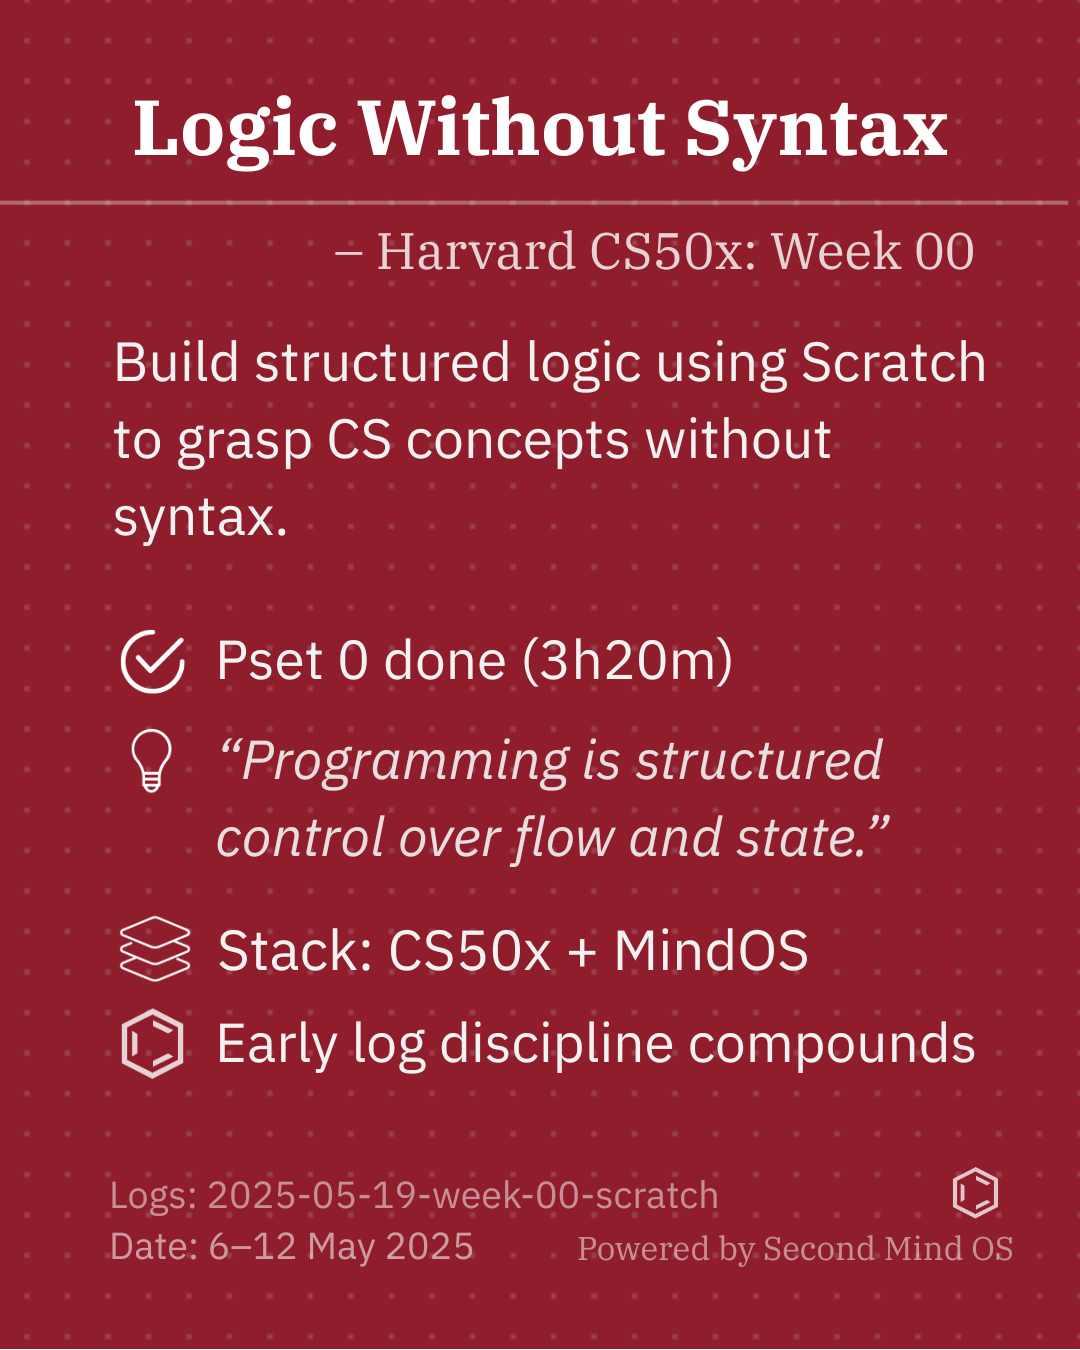 Logic Without Syntax
– Harvard CS50x: Week 00
Build structured logic using Scratch
to grasp CS concepts without
syntax.
Pset 0 done (3h20m)
“Programming is structured
control over flow and state.”
Stack: CS50x + MindOS
Early log discipline compounds
Logs: 2025-05-19-week-00-scratch
Date: 6–12 May 2025
Powered by Second Mind OS